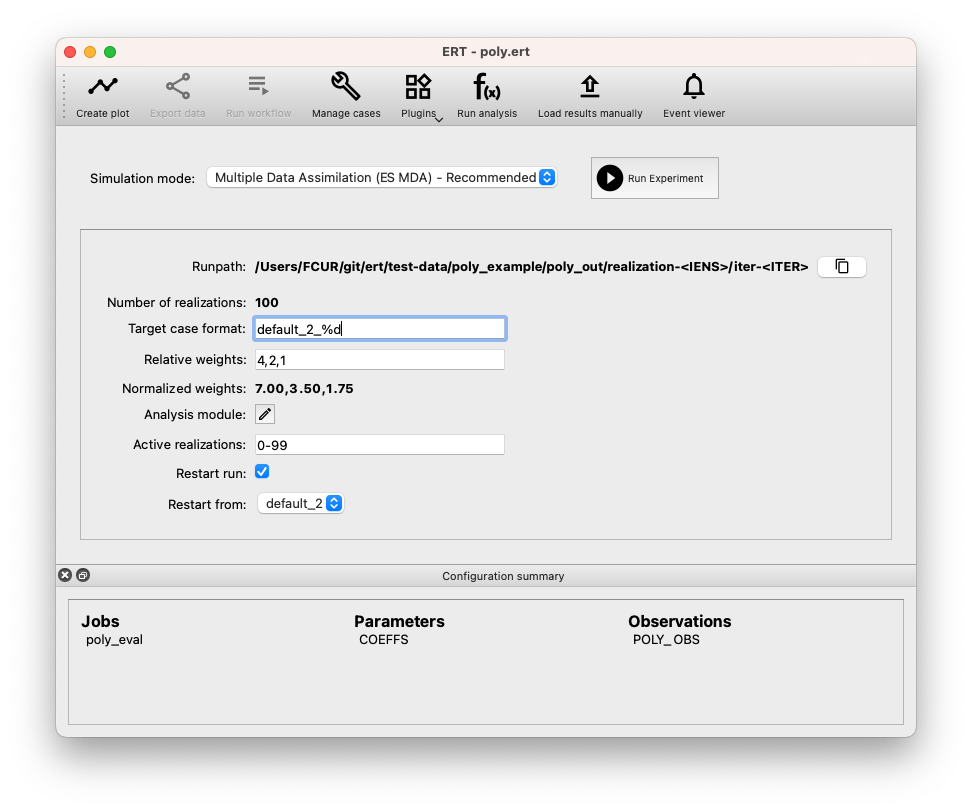 ERT - poly.ert
Create plot Export data Run workflow Manage cases Plugins Run analysis Load results manually Event viewer
f(x)
Simulation mode: Multiple Data Assimilation (ES MDA) - Recommended Run Experiment
Runpath: /Users/FCUR/git/ert/test-data/poly_example/poly_out/realization-<IENS>/iter-<ITER>
Number of realizations: 100
Target case format: default_2_%d
Relative weights: 4,2,1
Normalized weights: 7.00,3.50,1.75
Analysis module:
Active realizations: 0-99
Restart run:
Restart from: default_2
Configuration summary
Jobs Parameters Observations
poly_eval COEFFS POLY_OBS